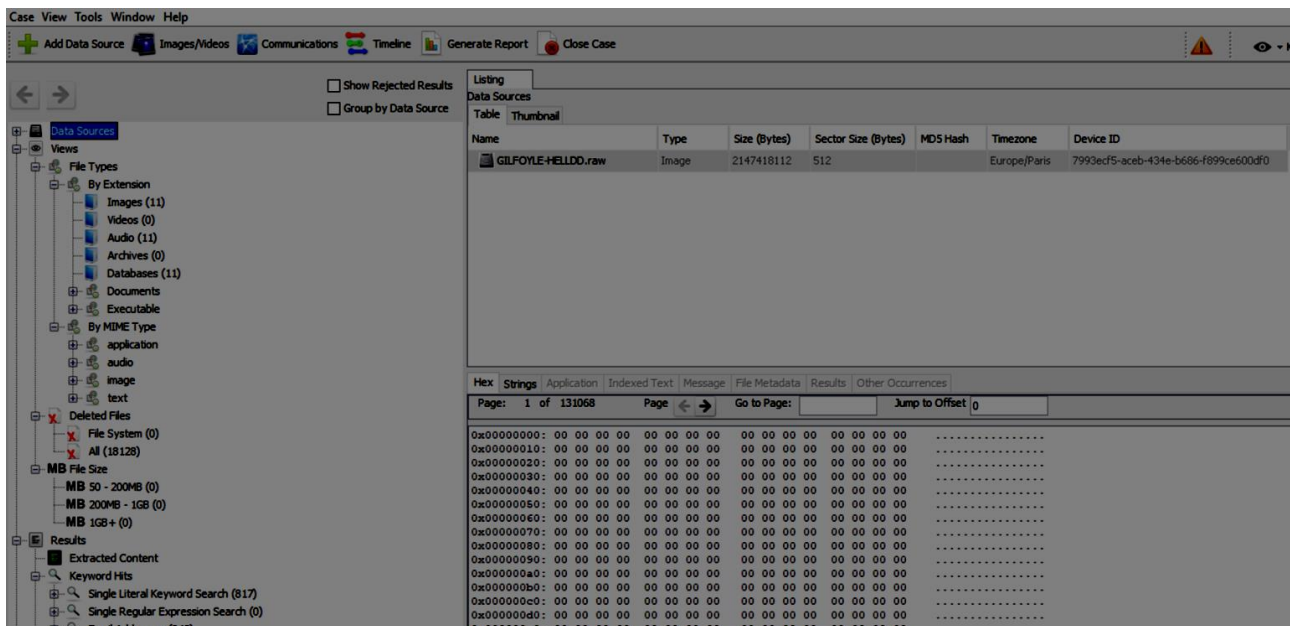 Case View Tools Window Help
Add Data Source Images/Videos Communications Timeline Generate Report Close Case
Show Rejected Results
Group by Data Source
Listing
Data Sources
Table Thumbnail
Name Type Size (Bytes) Sector Size (Bytes) MD5 Hash Timezone Device ID
GILFOYLE-HELLDD.raw Image 2147418112 512 Europe/Paris 7993ecf5-aceb-434e-b686-f899ce600df0
Data Sources
Views
File Types
By Extension
Images (11)
Videos (0)
Audio (11)
Archives (0)
Databases (11)
Documents
Executable
By MIME Type
application
audio
image
text
Deleted Files
File System (0)
All (18128)
MB File Size
MB 50 - 200MB (0)
MB 200MB - 1GB (0)
MB 1GB+ (0)
Results
Extracted Content
Keyword Hits
Single Literal Keyword Search (817)
Single Regular Expression Search (0)
Hex Strings Application Indexed Text Message File Metadata Results Other Occurrences
Page: 1 of 131068 Page Go to Page: Jump to Offset 0
0x00000000: 00 00 00 00 00 00 00 00 00 00 00 00 00 00 00 00 ................
0x00000010: 00 00 00 00 00 00 00 00 00 00 00 00 00 00 00 00 ................
0x00000020: 00 00 00 00 00 00 00 00 00 00 00 00 00 00 00 00 ................
0x00000030: 00 00 00 00 00 00 00 00 00 00 00 00 00 00 00 00 ................
0x00000040: 00 00 00 00 00 00 00 00 00 00 00 00 00 00 00 00 ................
0x00000050: 00 00 00 00 00 00 00 00 00 00 00 00 00 00 00 00 ................
0x00000060: 00 00 00 00 00 00 00 00 00 00 00 00 00 00 00 00 ................
0x00000070: 00 00 00 00 00 00 00 00 00 00 00 00 00 00 00 00 ................
0x00000080: 00 00 00 00 00 00 00 00 00 00 00 00 00 00 00 00 ................
0x00000090: 00 00 00 00 00 00 00 00 00 00 00 00 00 00 00 00 ................
0x000000a0: 00 00 00 00 00 00 00 00 00 00 00 00 00 00 00 00 ................
0x000000b0: 00 00 00 00 00 00 00 00 00 00 00 00 00 00 00 00 ................
0x000000c0: 00 00 00 00 00 00 00 00 00 00 00 00 00 00 00 00 ................
0x000000d0: 00 00 00 00 00 00 00 00 00 00 00 00 00 00 00 00 ................